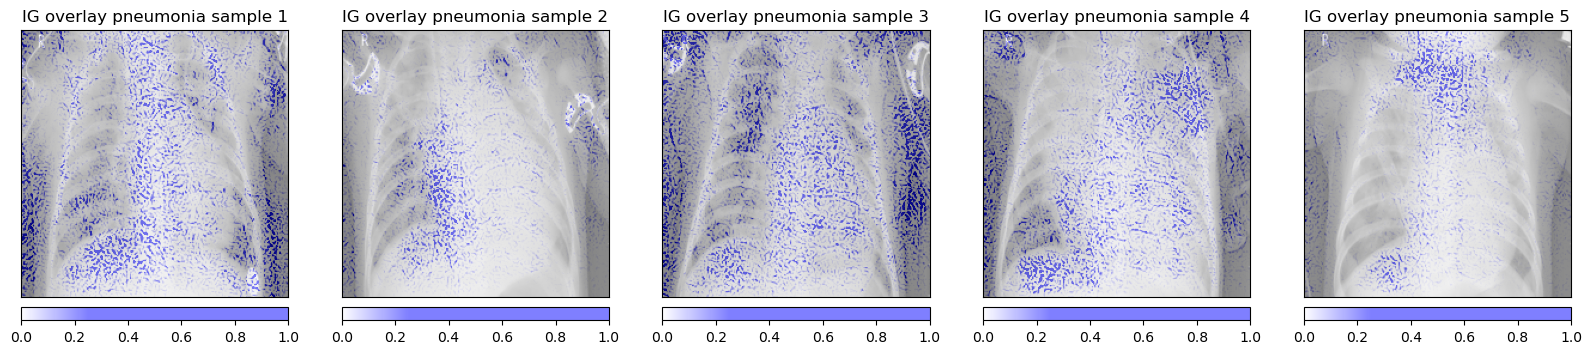 IG overlay pneumonia sample 1
IG overlay pneumonia sample 2
IG overlay pneumonia sample 3
IG overlay pneumonia sample 4
IG overlay pneumonia sample 5
R
0.0 0.2 0.4 0.6 0.8 1.0
0.0 0.2 0.4 0.6 0.8 1.0
0.0 0.2 0.4 0.6 0.8 1.0
0.0 0.2 0.4 0.6 0.8 1.0
0.0 0.2 0.4 0.6 0.8 1.0